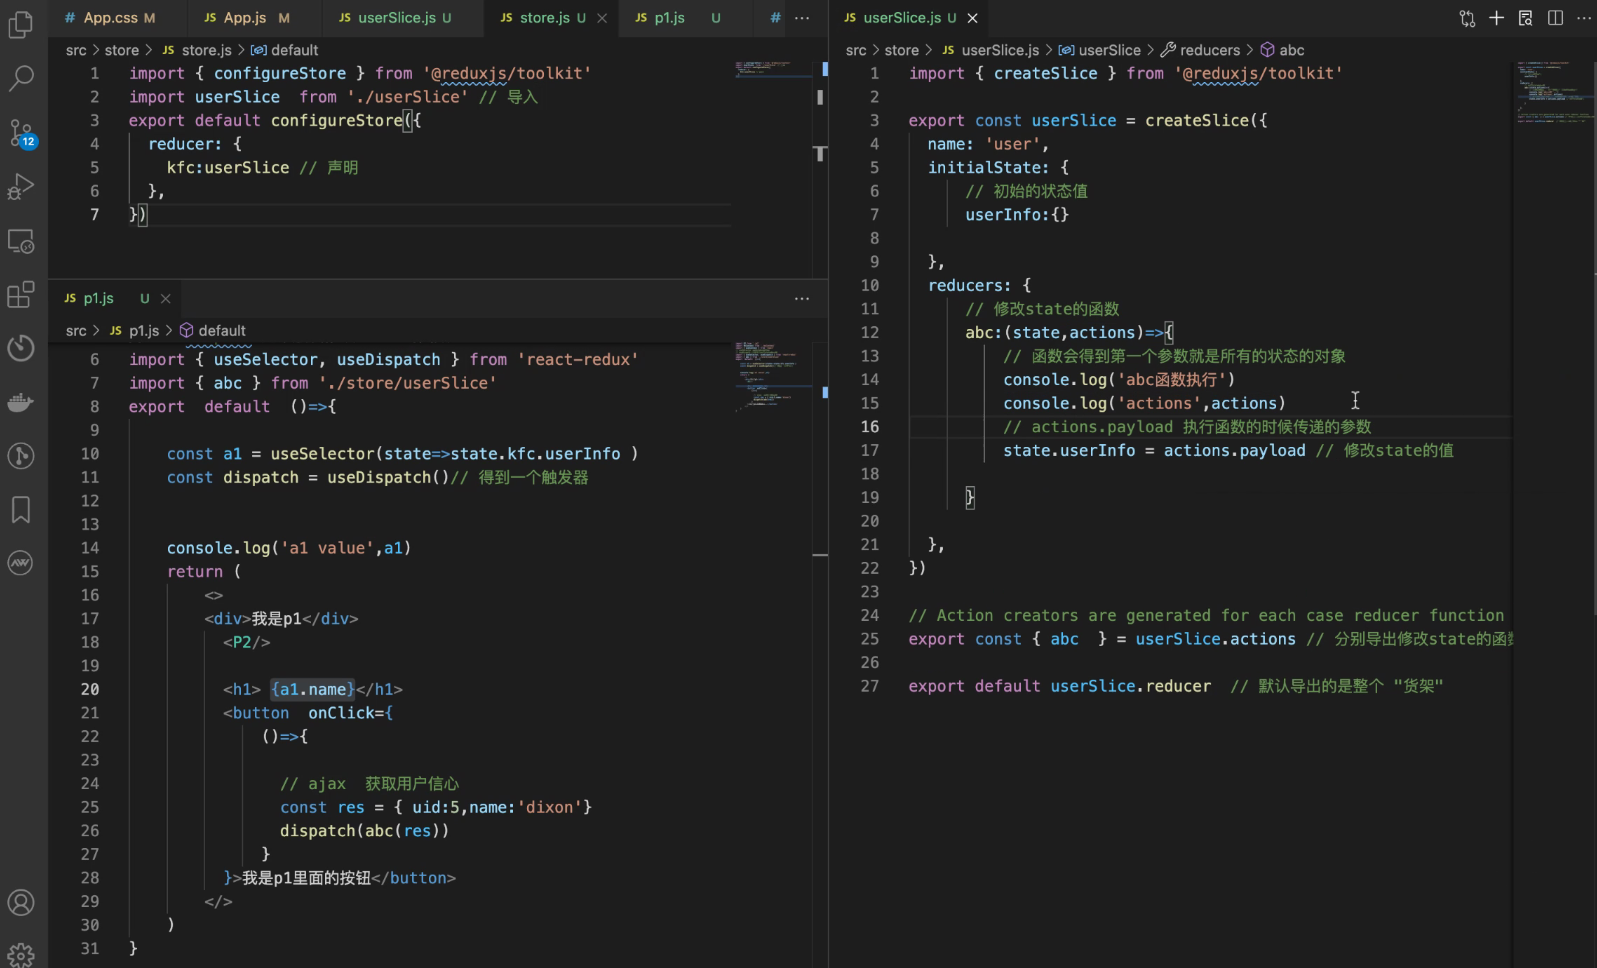 # App.css M JS App.js M JS userSlice.js U JS store.js U × JS p1.js U # ···
src > store > JS store.js > default
1 import { configureStore } from '@reduxjs/toolkit'
2 import userSlice  from './userSlice' // 导入
3 export default configureStore({
4   reducer: {
5     kfc:userSlice // 声明
6   },
7 })
12
JS p1.js U × ···
src > JS p1.js > default
6 import { useSelector, useDispatch } from 'react-redux'
7 import { abc } from './store/userSlice'
8 export  default  ()=>{
9
10     const a1 = useSelector(state=>state.kfc.userInfo )
11     const dispatch = useDispatch()// 得到一个触发器
12
13
14     console.log('a1 value',a1)
15     return (
16         <>
17         <div>我是p1</div>
18           <P2/>
19
20           <h1> {a1.name}</h1>
21           <button  onClick={
22               ()=>{
23
24                 // ajax  获取用户信心
25                 const res = { uid:5,name:'dixon'}
26                 dispatch(abc(res))
27               }
28           }>我是p1里面的按钮</button>
29         </>
30     )
31 }
JS userSlice.js U × ···
src > store > JS userSlice.js > userSlice > reducers > abc
1 import { createSlice } from '@reduxjs/toolkit'
2
3 export const userSlice = createSlice({
4   name: 'user',
5   initialState: {
6       // 初始的状态值
7       userInfo:{}
8
9   },
10   reducers: {
11       // 修改state的函数
12       abc:(state,actions)=>{
13           // 函数会得到第一个参数就是所有的状态的对象
14           console.log('abc函数执行')
15           console.log('actions',actions)
16           // actions.payload 执行函数的时候传递的参数
17           state.userInfo = actions.payload // 修改state的值
18
19       }
20
21   },
22 })
23
24 // Action creators are generated for each case reducer function
25 export const { abc  } = userSlice.actions // 分别导出修改state的函
26
27 export default userSlice.reducer  // 默认导出的是整个 "货架"